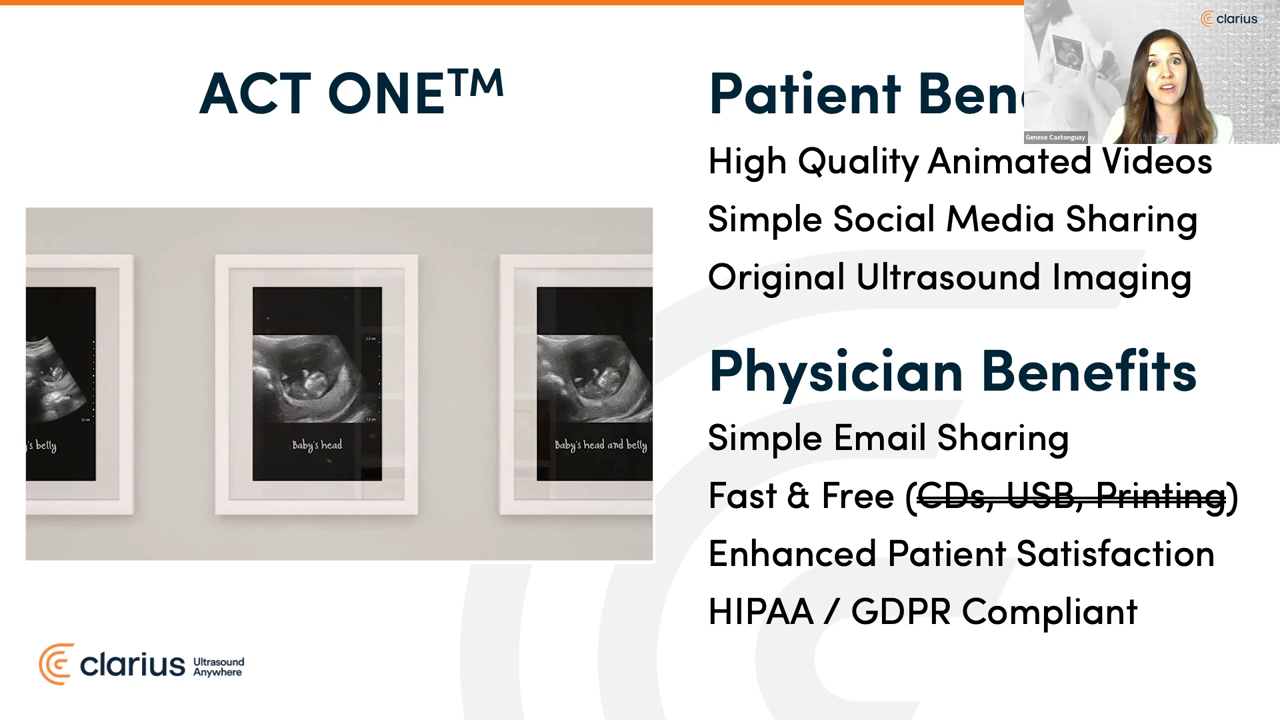 ACT ONE™
's belly
Baby's head
Baby's head and belly
clarius Ultrasound
Anywhere
Patient
High Quality Animated Videos
Simple Social Media Sharing
Original Ultrasound Imaging
Physician Benefits
Simple Email Sharing
Fast & Free (CDs, USB, Printing)
Enhanced Patient Satisfaction
HIPAA / GDPR Compliant
clarius
Genese Castonguay